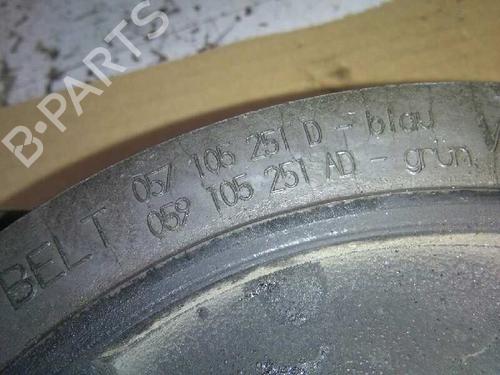 B-PARTS
057 105 251 D - blau
BELT 059 105 251 AD - grün